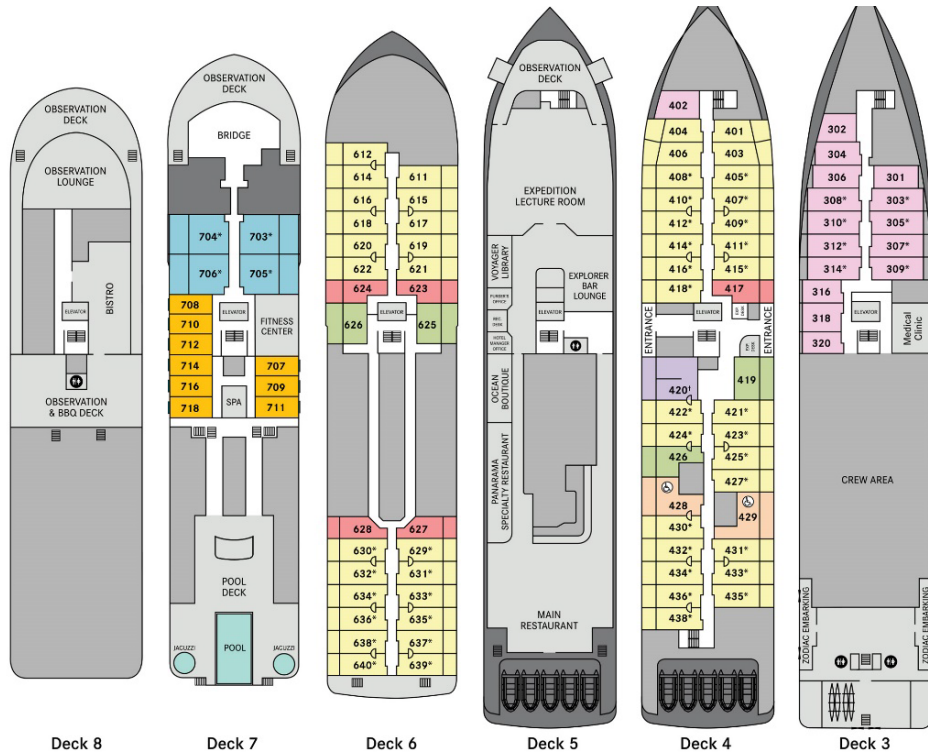 OBSERVATION
DECK
OBSERVATION
LOUNGE
BISTRO
ELEVATOR
OBSERVATION
& BBQ DECK
Deck 8
OBSERVATION
DECK
BRIDGE
704* 703*
706* 705*
708
710
712
714 707
716 709
718 711
ELEVATOR
FITNESS
CENTER
SPA
POOL
DECK
JACUZZI
POOL
JACUZZI
Deck 7
612
614 611
616 615
618 617
620 619
622 621
624 623
ELEVATOR
626 625
628 627
630* 629*
632* 631*
634* 633*
636* 635*
638* 637*
640* 639*
Deck 6
OBSERVATION
DECK
EXPEDITION
LECTURE ROOM
VOYAGER
LIBRARY
EXPLORER
BAR
LOUNGE
PURSER'S
OFFICE
REC.
DESK
HOTEL
MANAGER
OFFICE
ELEVATOR
OCEAN
BOUTIQUE
PANARAMA
SPECIALTY RESTAURANT
MAIN
RESTAURANT
Deck 5
402
404 401
406 403
408* 405*
410* 407*
412* 409*
414* 411*
416* 415*
418* 417
ENTRANCE
ELEVATOR
ENTRANCE
420† 419
422* 421*
424* 423*
426 425*
427*
428 429
430*
432* 431*
434* 433*
436* 435*
438*
Deck 4
302
304
306 301
308* 303*
310* 305*
312* 307*
314* 309*
316
318
320
ELEVATOR
Medical
Clinic
CREW AREA
ZODIAC EMBARKING
ZODIAC EMBARKING
Deck 3